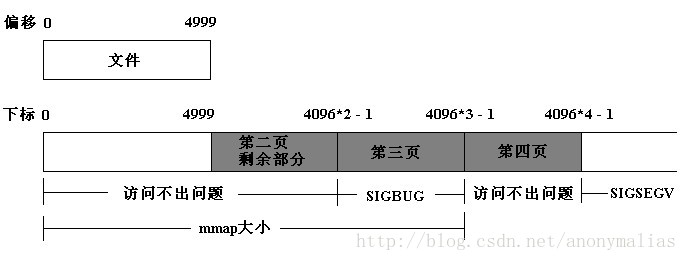 偏移 0 4999
文件
下标 0 4999 4096*2 - 1 4096*3 - 1 4096*4 - 1
第二页
剩余部分
第三页
第四页
访问不出问题 SIGBUG 访问不出问题 SIGSEGV
mmap大小
http://blog.csdn.net/anonymalias